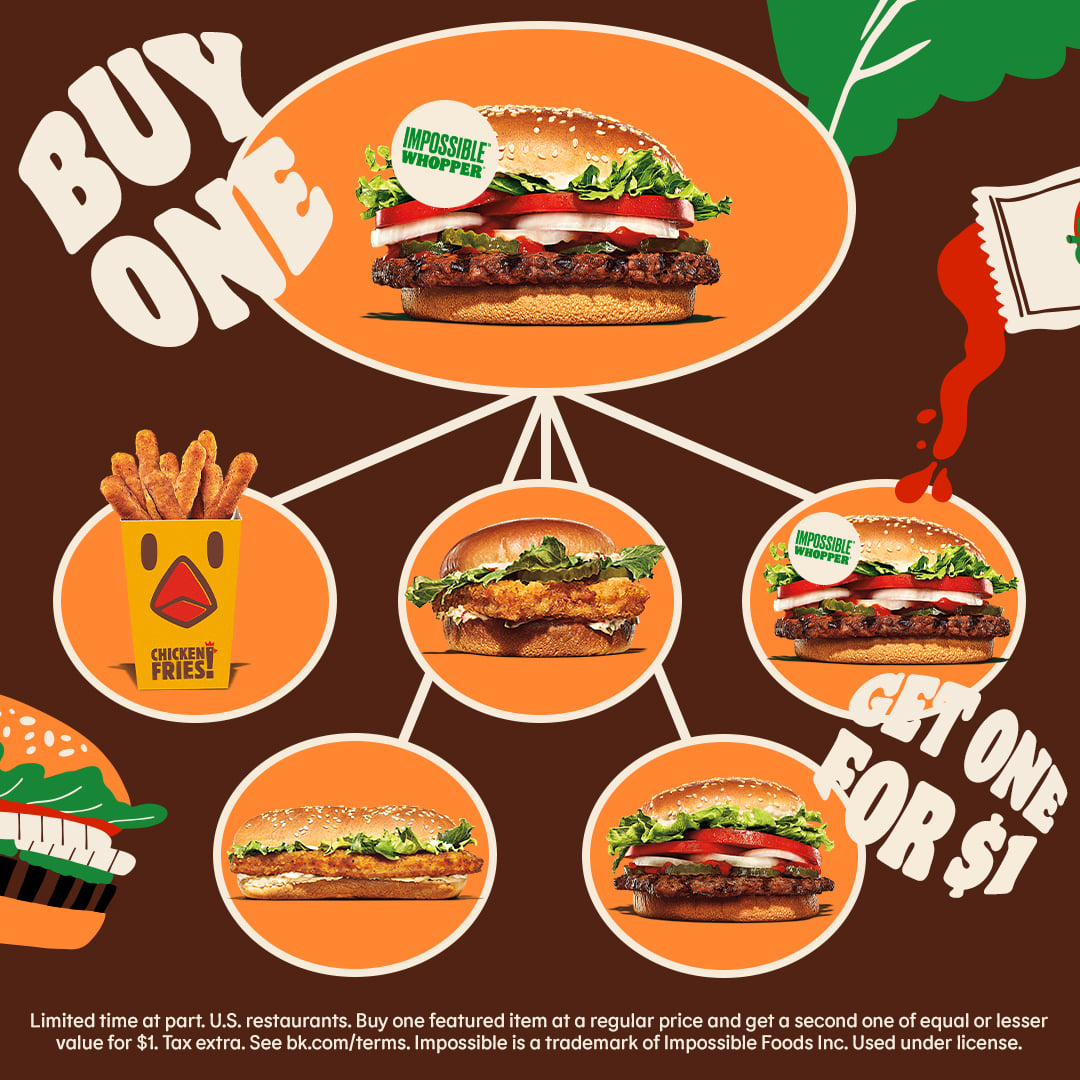 BUY
ONE
IMPOSSIBLE™
WHOPPER®
CHICKEN
FRIES!
IMPOSSIBLE™
WHOPPER®
GET ONE
FOR $1
Limited time at part. U.S. restaurants. Buy one featured item at a regular price and get a second one of equal or lesser
value for $1. Tax extra. See bk.com/terms. Impossible is a trademark of Impossible Foods Inc. Used under license.